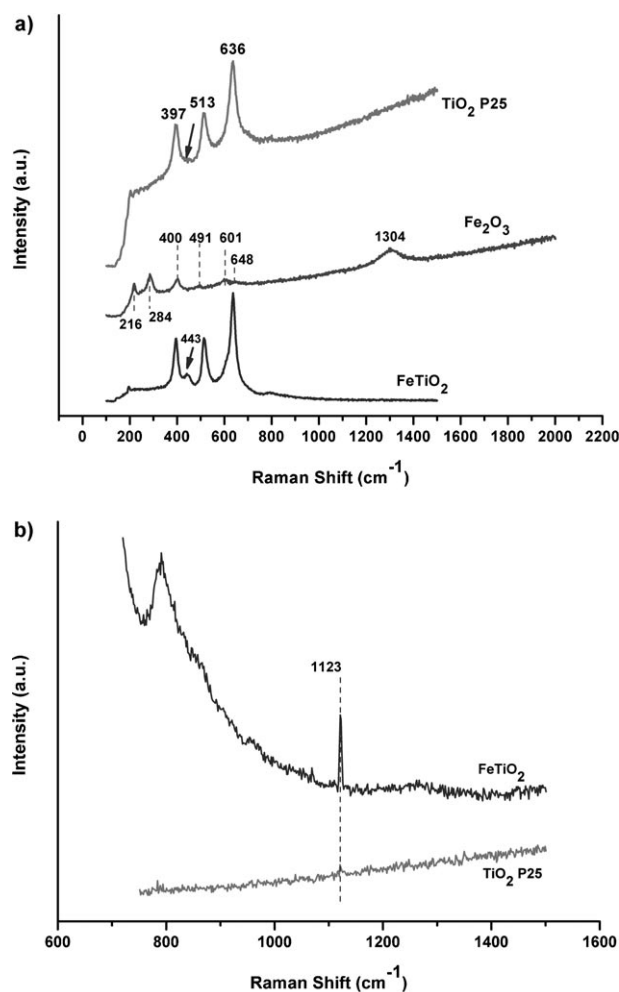 a)
636
397
513
TiO2 P25
Intensity (a.u.)
Fe2O3
400
491
601
648
1304
216
284
443
FeTiO2
0 200 400 600 800 1000 1200 1400 1600 1800 2000 2200
Raman Shift (cm-1)
b)
1123
Intensity (a.u.)
FeTiO2
TiO2 P25
600 800 1000 1200 1400 1600
Raman Shift (cm-1)